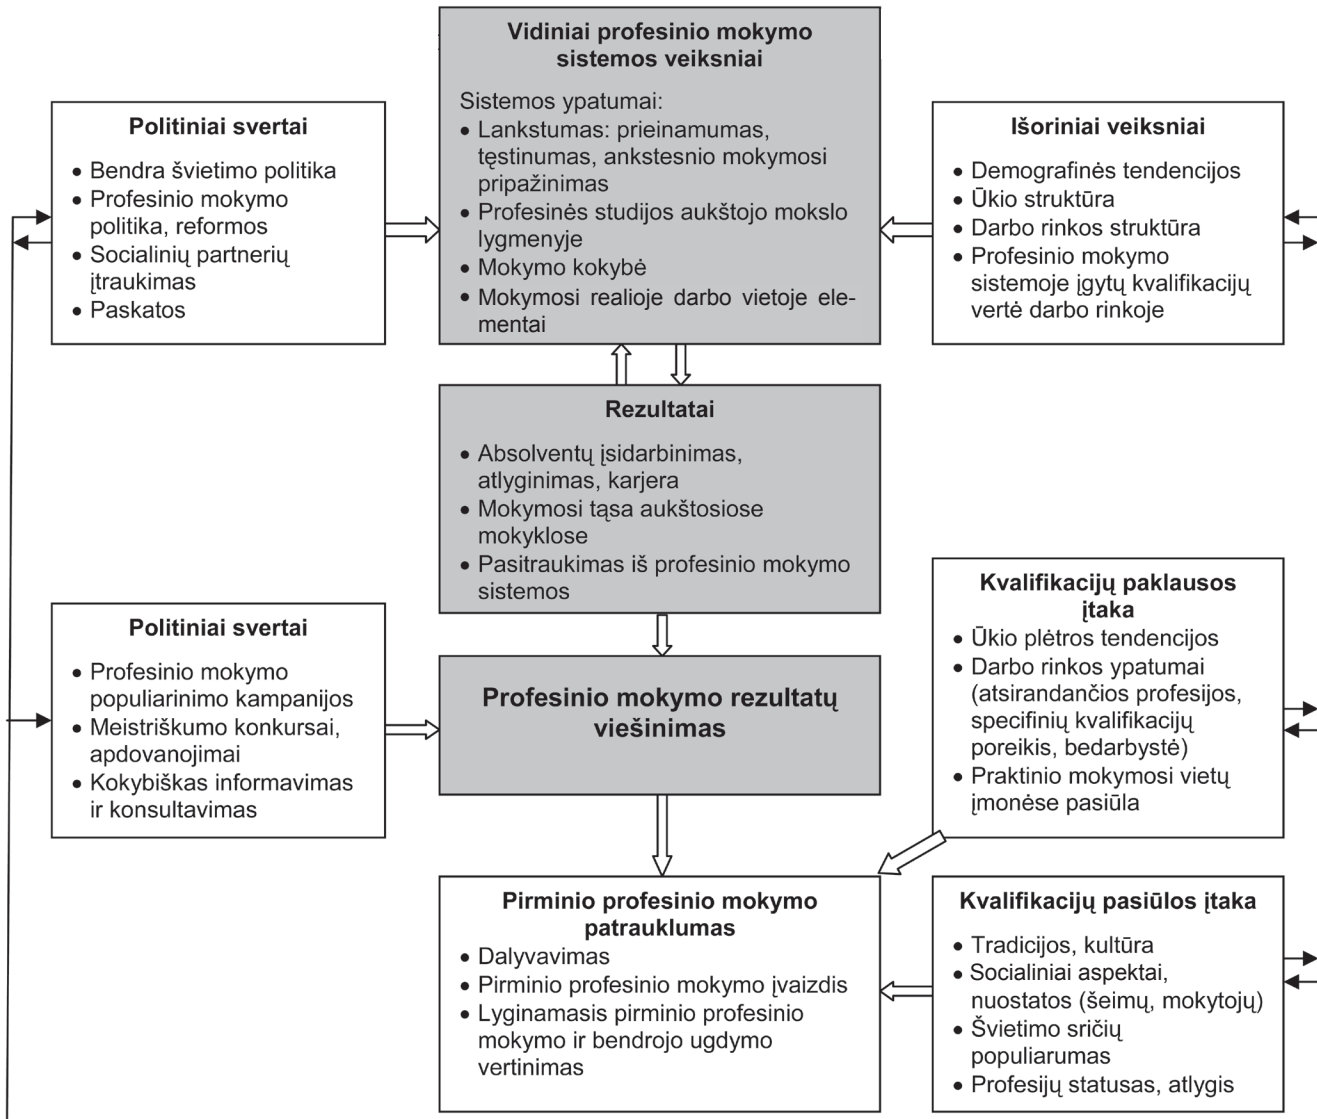 Vidiniai profesinio mokymo
sistemos veiksniai
Sistemos ypatumai:
• Lankstumas: prieinamumas,
tęstinumas, ankstesnio mokymosi
pripažinimas
• Profesinės studijos aukštojo mokslo
lygmenyje
• Mokymo kokybė
• Mokymosi realioje darbo vietoje ele-
mentai
Politiniai svertai
• Bendra švietimo politika
• Profesinio mokymo
politika, reformos
• Socialinių partnerių
įtraukimas
• Paskatos
Išoriniai veiksniai
• Demografinės tendencijos
• Ūkio struktūra
• Darbo rinkos struktūra
• Profesinio mokymo
sistemoje įgytų kvalifikacijų
vertė darbo rinkoje
Rezultatai
• Absolventų įsidarbinimas,
atlyginimas, karjera
• Mokymosi tąsa aukštosiose
mokyklose
• Pasitraukimas iš profesinio mokymo
sistemos
Politiniai svertai
• Profesinio mokymo
populiarinimo kampanijos
• Meistriškumo konkursai,
apdovanojimai
• Kokybiškas informavimas
ir konsultavimas
Profesinio mokymo rezultatų
viešinimas
Kvalifikacijų paklausos
įtaka
• Ūkio plėtros tendencijos
• Darbo rinkos ypatumai
(atsirandančios profesijos,
specifinių kvalifikacijų
poreikis, bedarbystė)
• Praktinio mokymosi vietų
įmonėse pasiūla
Pirminio profesinio mokymo
patrauklumas
• Dalyvavimas
• Pirminio profesinio mokymo įvaizdis
• Lyginamasis pirminio profesinio
mokymo ir bendrojo ugdymo
vertinimas
Kvalifikacijų pasiūlos įtaka
• Tradicijos, kultūra
• Socialiniai aspektai,
nuostatos (šeimų, mokytojų)
• Švietimo sričių
populiarumas
• Profesijų statusas, atlygis